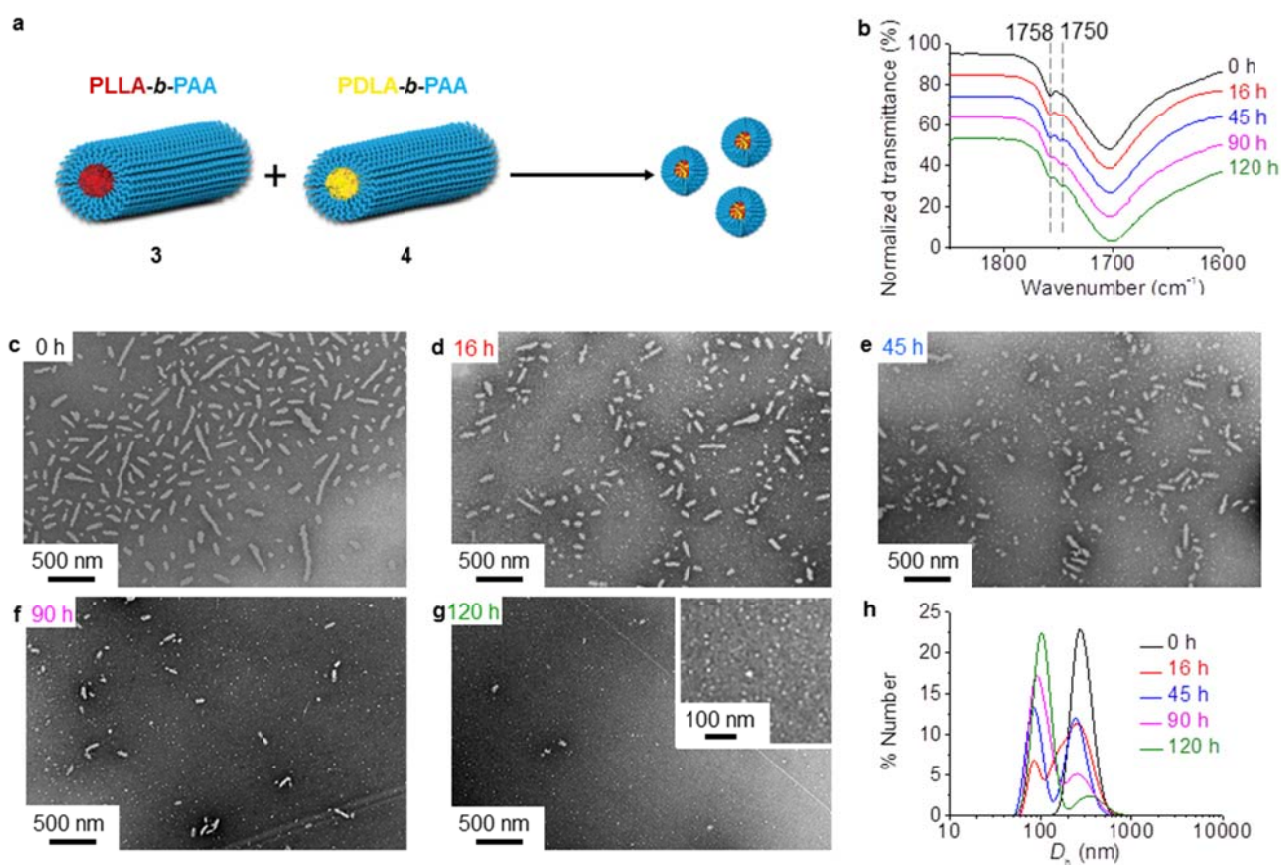 a
PLLA-b-PAA
PDLA-b-PAA
+
3
4
b
1758
1750
Normalized transmittance (%)
100
80
60
40
20
0
0 h
16 h
45 h
90 h
120 h
1800
1700
1600
Wavenumber (cm⁻¹)
c 0 h
500 nm
d 16 h
500 nm
e 45 h
500 nm
f 90 h
500 nm
g 120 h
100 nm
500 nm
h
% Number
25
20
15
10
5
0
0 h
16 h
45 h
90 h
120 h
10
100
1000
10000
(nm)